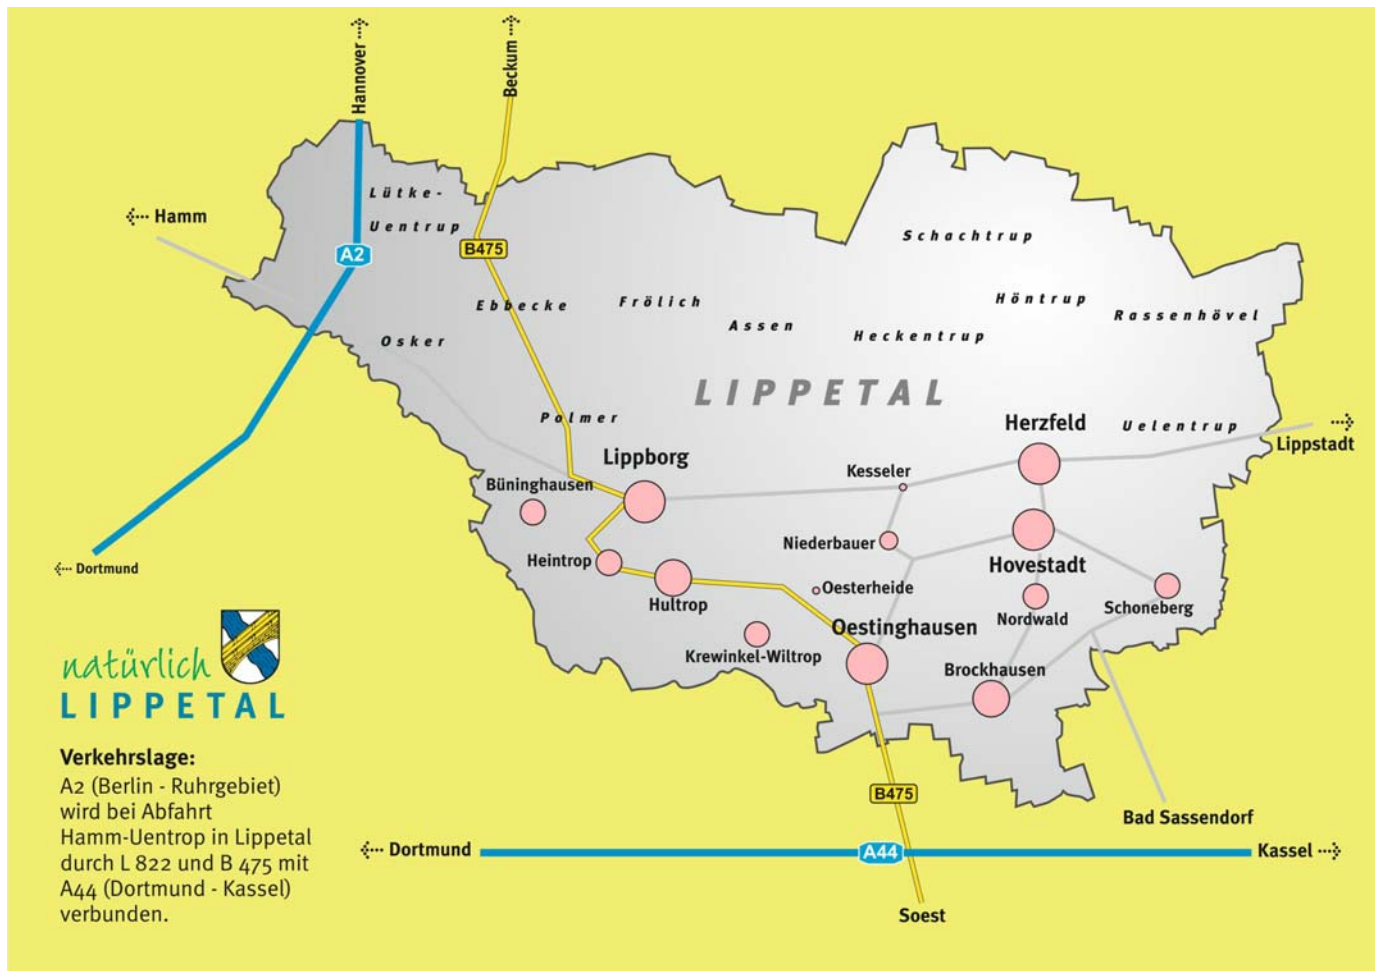 Hannover
Beckum
Hamm
Lütke-
Uentrup
A2
B475
Schachtrup
Ebbecke
Frölich
Assen
Höntrup
Rassenhövel
Heckentrup
Osker
LIPPETAL
Polmer
Herzfeld
Uelentrup
Lippstadt
Lippborg
Kesseler
Büninghausen
Niederbauer
Heintrop
Hovestadt
Dortmund
Oesterheide
Hultrop
Nordwald
Schoneberg
Oestinghausen
Krewinkel-Wiltrop
Brockhausen
natürlich
LIPPETAL
Verkehrslage:
A2 (Berlin - Ruhrgebiet)
wird bei Abfahrt
Hamm-Uentrop in Lippetal
durch L 822 und B 475 mit
A44 (Dortmund - Kassel)
verbunden.
B475
Bad Sassendorf
Dortmund
A44
Kassel
Soest